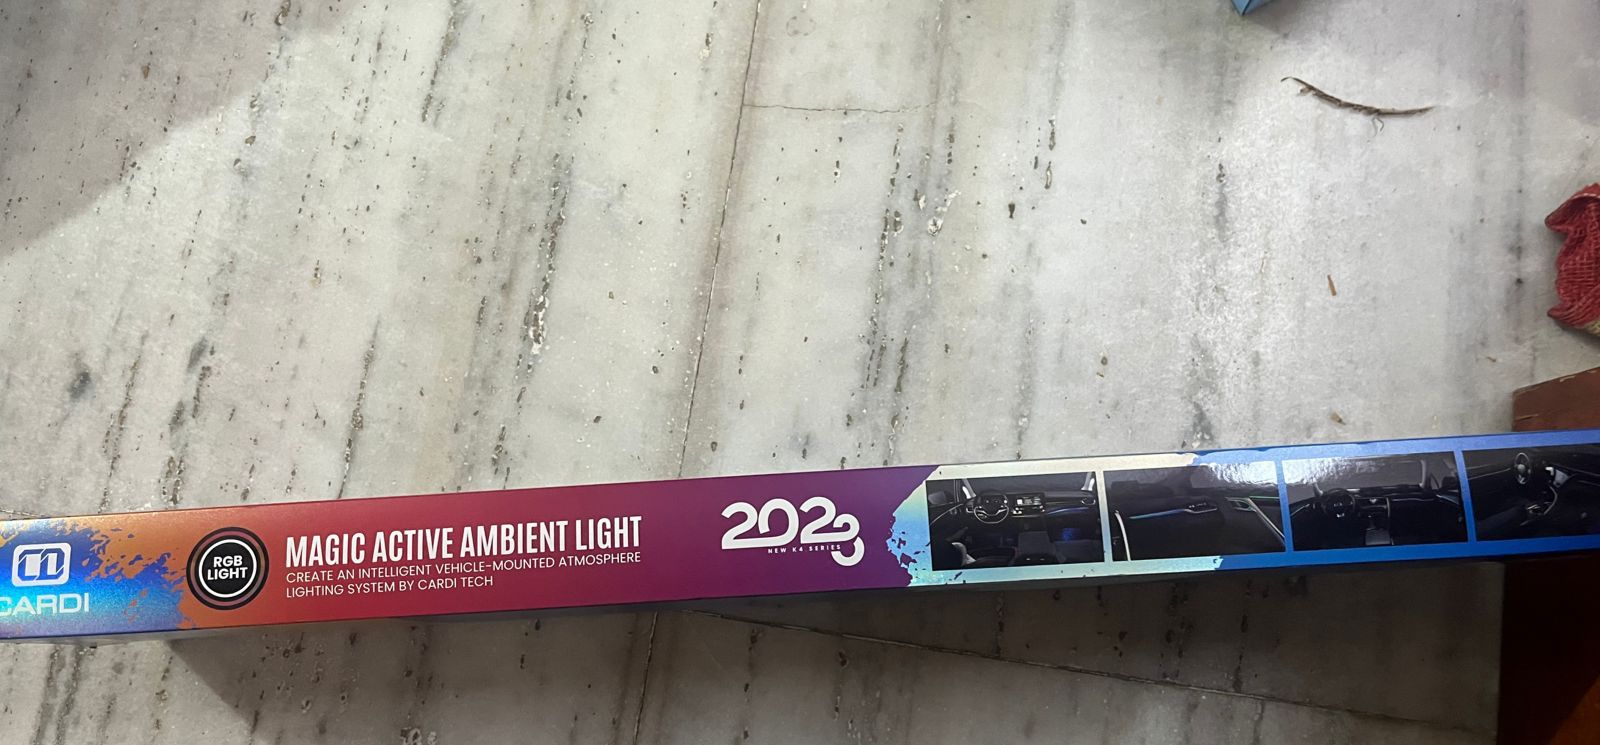 CARDI
RGB
LIGHT
MAGIC ACTIVE AMBIENT LIGHT
CREATE AN INTELLIGENT VEHICLE-MOUNTED ATMOSPHERE
LIGHTING SYSTEM BY CARDI TECH
2023
NEW K4 SERIES